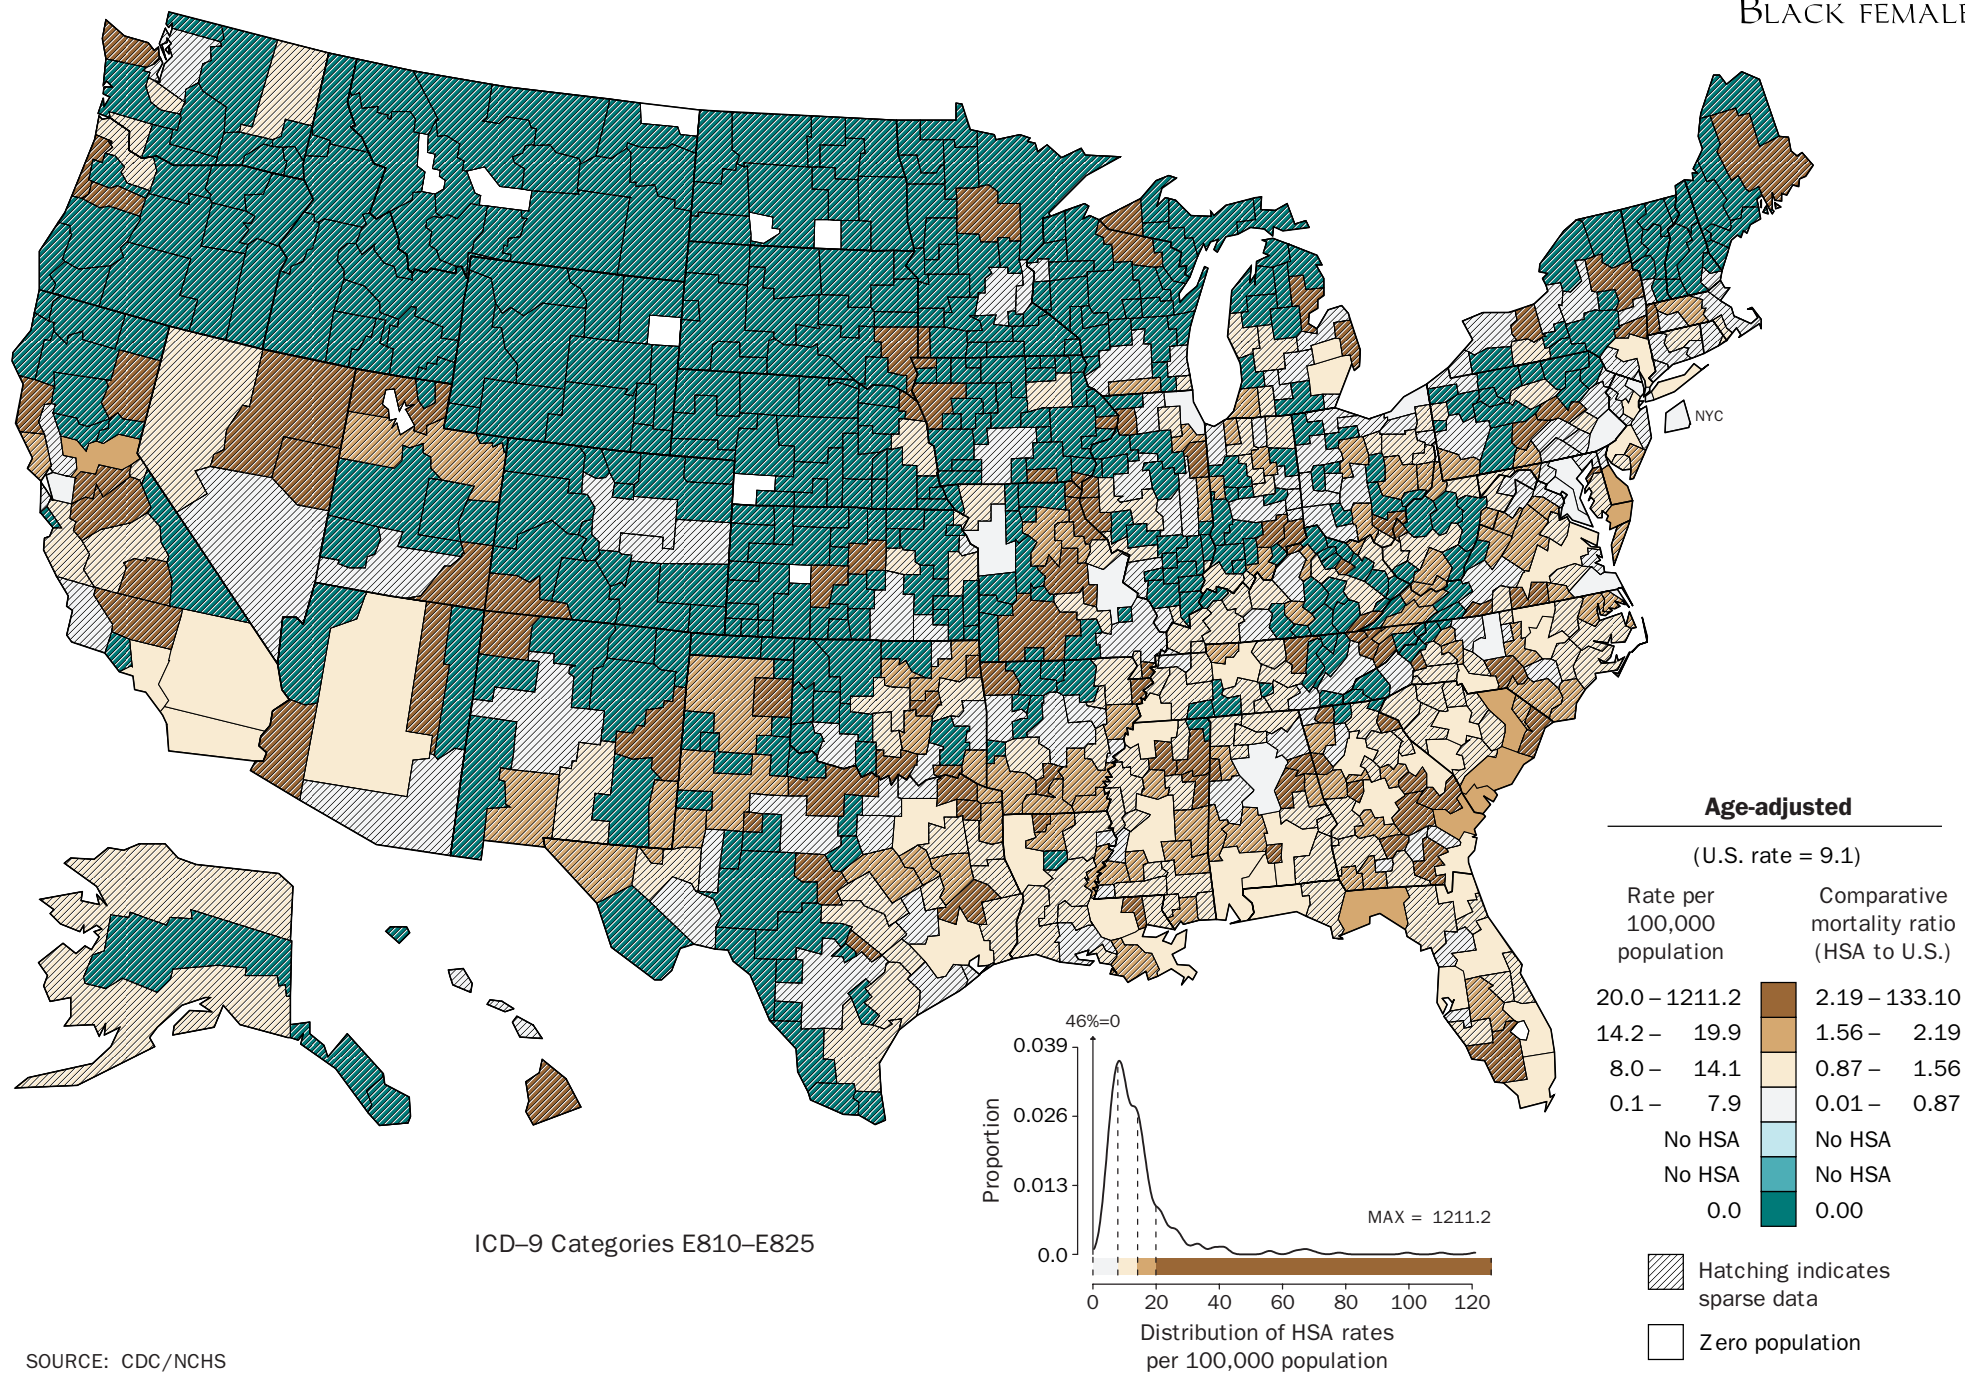 BLACK FEMALE
NYC
Age-adjusted
(U.S. rate = 9.1)
Rate per
100,000
population
Comparative
mortality ratio
(HSA to U.S.)
20.0 – 1211.2 2.19 – 133.10
14.2 – 19.9 1.56 – 2.19
8.0 – 14.1 0.87 – 1.56
0.1 – 7.9 0.01 – 0.87
No HSA No HSA
No HSA No HSA
0.0 0.00
Hatching indicates
sparse data
Zero population
46%=0
0.039
0.026
0.013
0.0
Proportion
MAX = 1211.2
0 20 40 60 80 100 120
Distribution of HSA rates
per 100,000 population
ICD–9 Categories E810–E825
SOURCE: CDC/NCHS